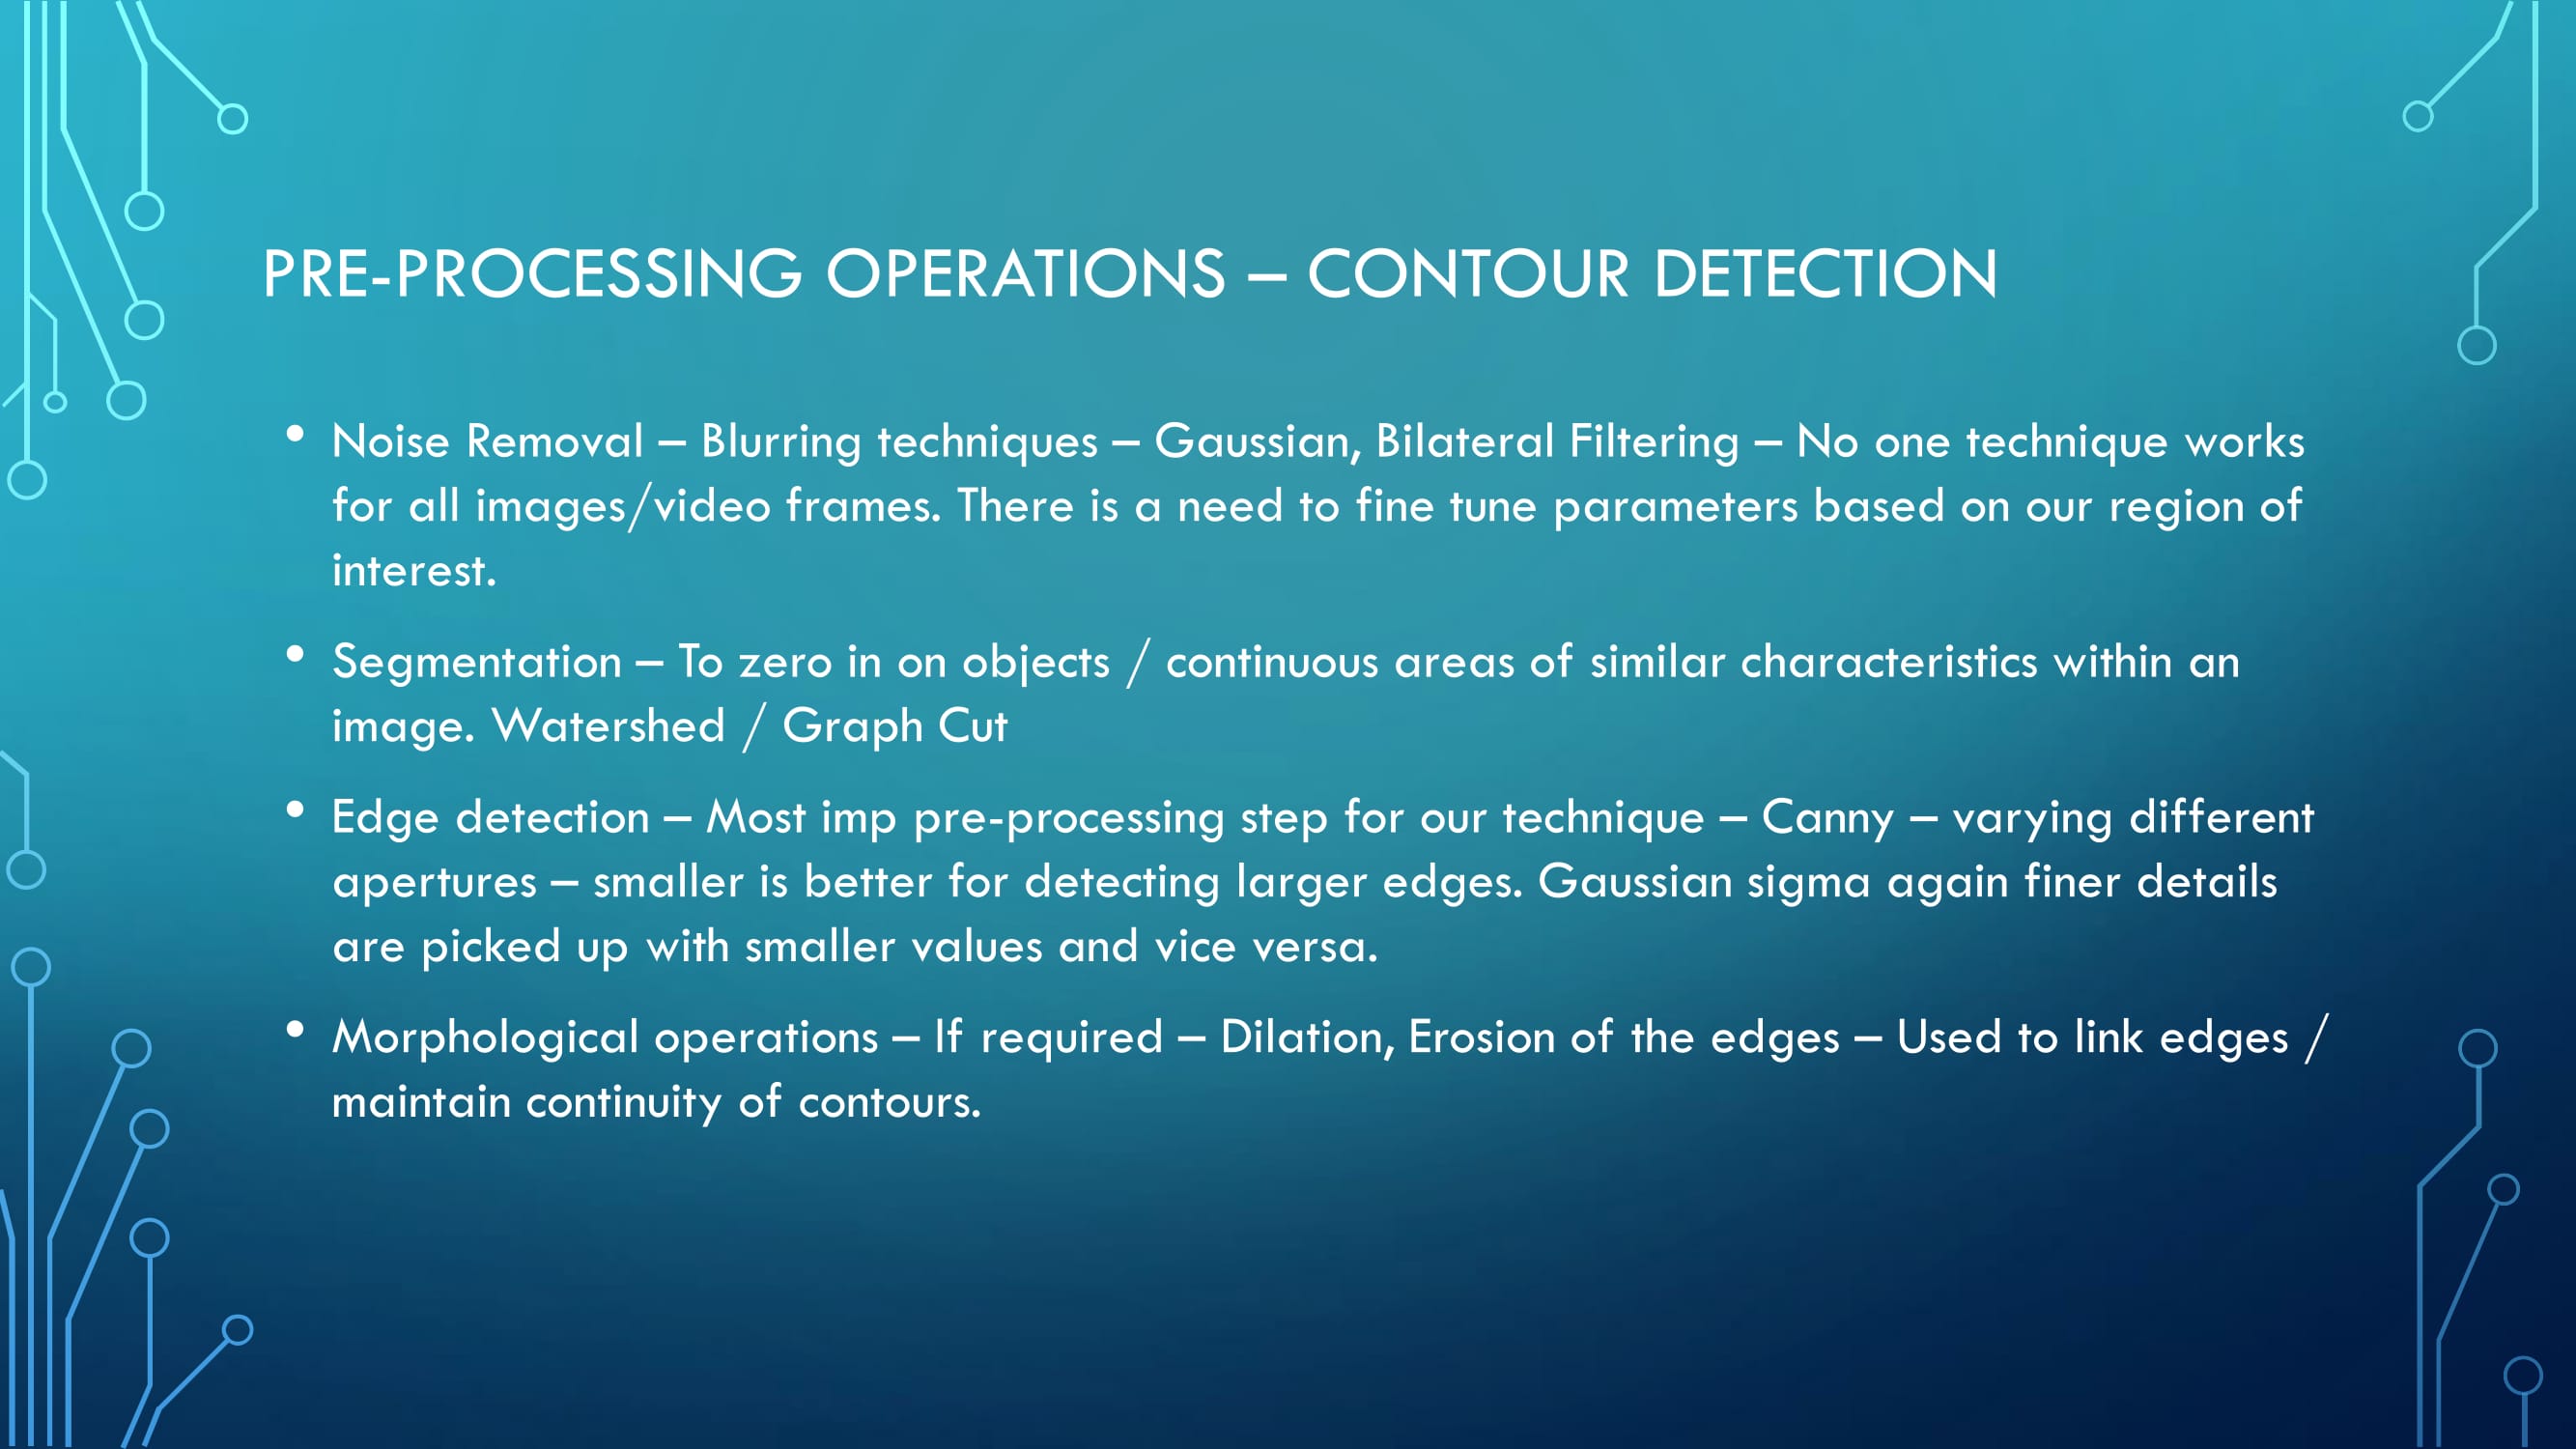 PRE-PROCESSING OPERATIONS – CONTOUR DETECTION
• Noise Removal – Blurring techniques – Gaussian, Bilateral Filtering – No one technique works
for all images/video frames. There is a need to fine tune parameters based on our region of
interest.
• Segmentation – To zero in on objects / continuous areas of similar characteristics within an
image. Watershed / Graph Cut
• Edge detection – Most imp pre-processing step for our technique – Canny – varying different
apertures – smaller is better for detecting larger edges. Gaussian sigma again finer details
are picked up with smaller values and vice versa.
• Morphological operations – If required – Dilation, Erosion of the edges – Used to link edges /
maintain continuity of contours.